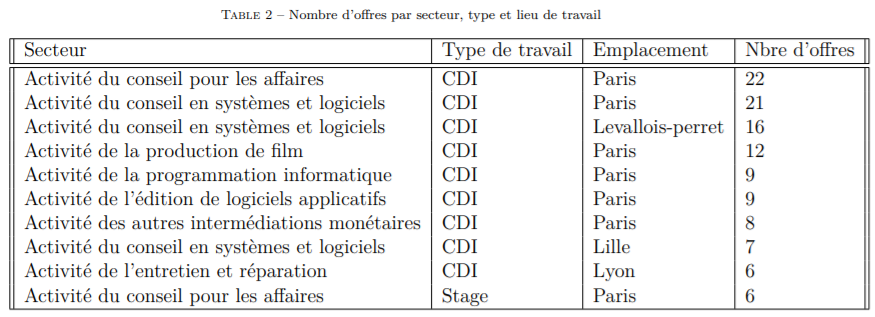 TABLE 2 – Nombre d'offres par secteur, type et lieu de travail
Secteur Type de travail Emplacement Nbre d'offres
Activité du conseil pour les affaires CDI Paris 22
Activité du conseil en systèmes et logiciels CDI Paris 21
Activité du conseil en systèmes et logiciels CDI Levallois-perret 16
Activité de la production de film CDI Paris 12
Activité de la programmation informatique CDI Paris 9
Activité de l'édition de logiciels applicatifs CDI Paris 9
Activité des autres intermédiations monétaires CDI Paris 8
Activité du conseil en systèmes et logiciels CDI Lille 7
Activité de l'entretien et réparation CDI Lyon 6
Activité du conseil pour les affaires Stage Paris 6